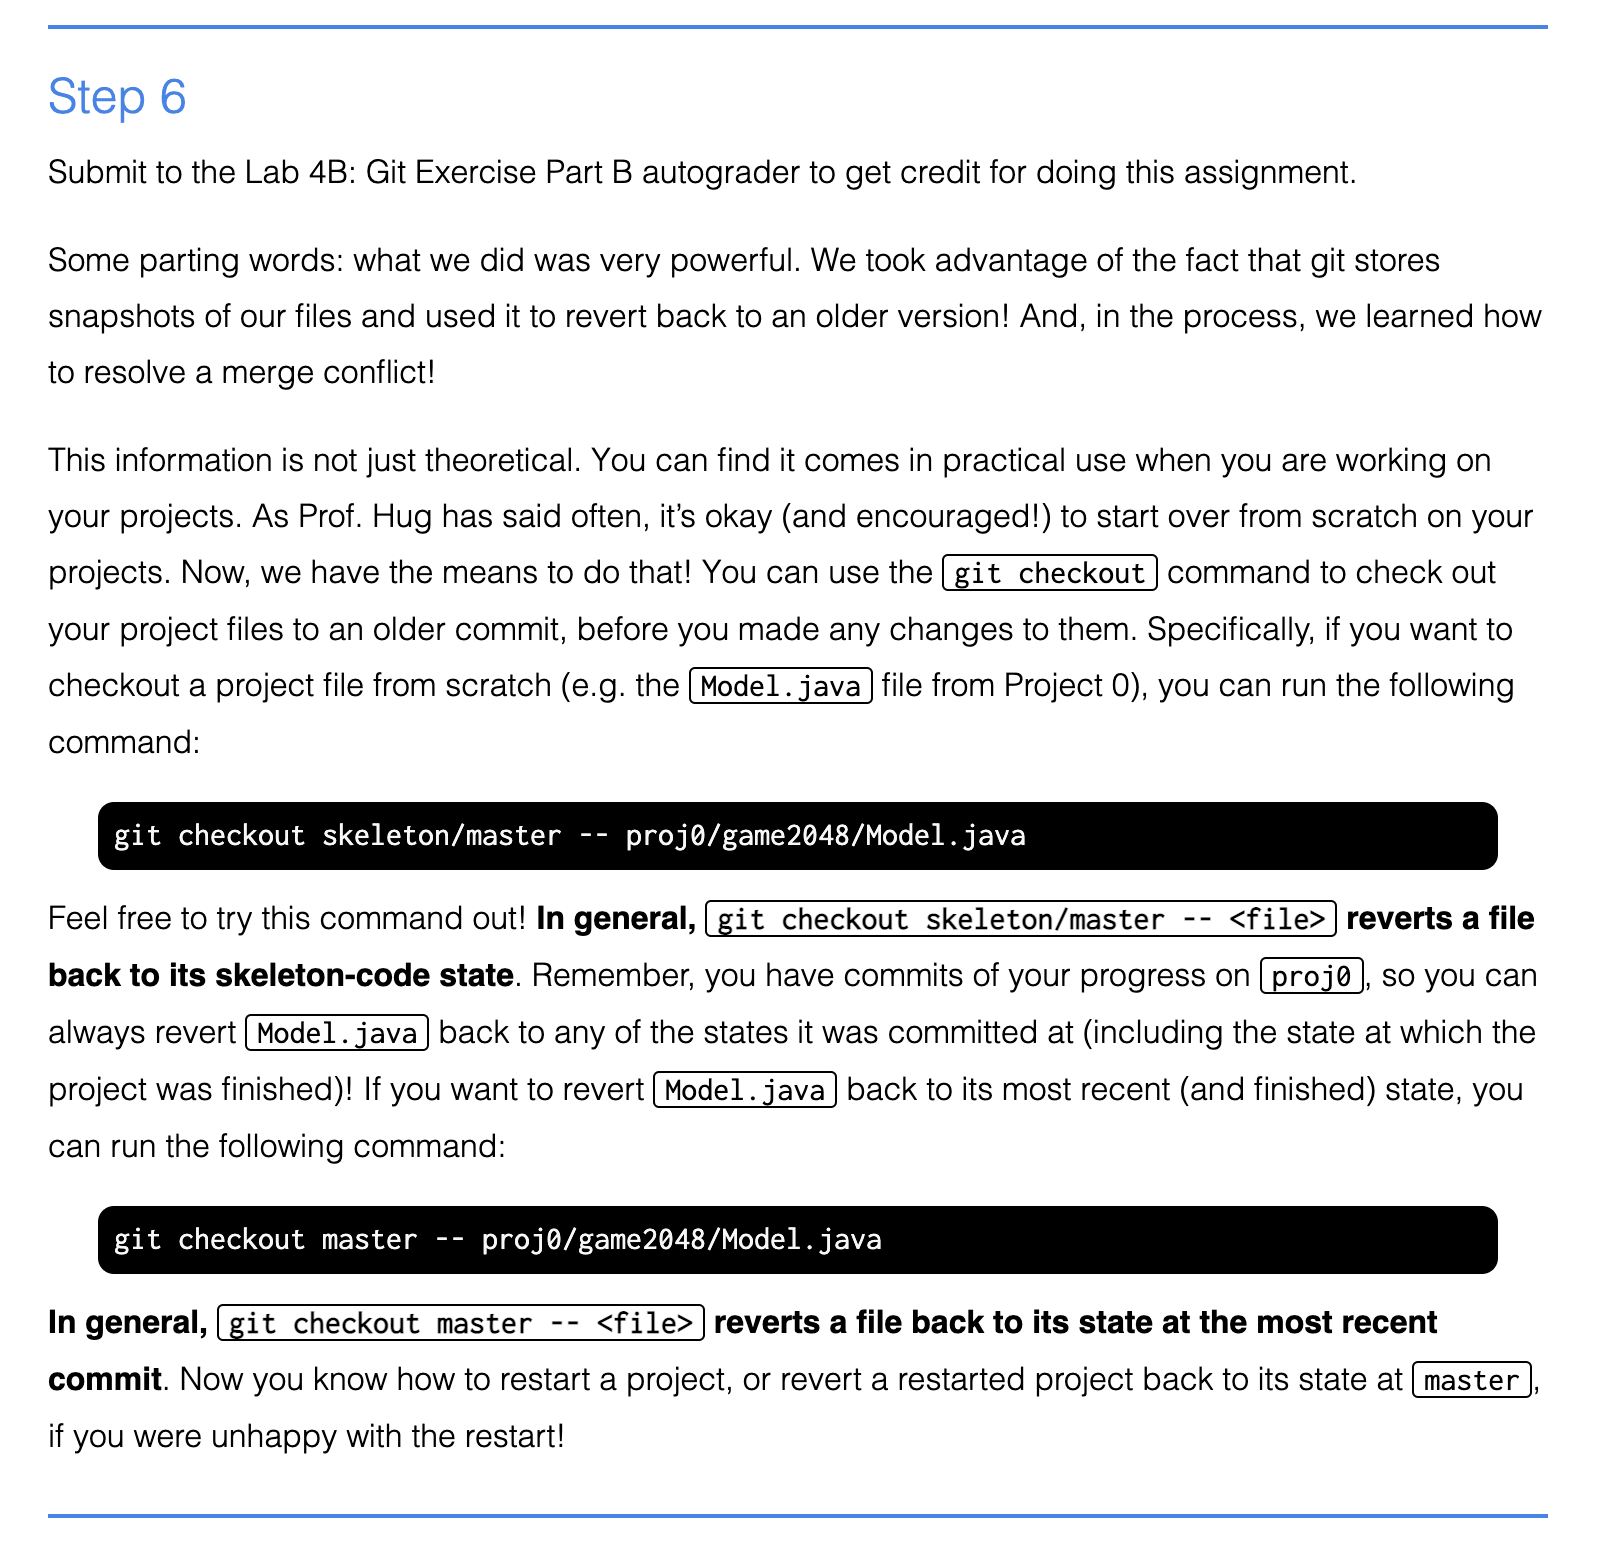 Step 6
Submit to the Lab 4B: Git Exercise Part B autograder to get credit for doing this assignment.
Some parting words: what we did was very powerful. We took advantage of the fact that git stores
snapshots of our files and used it to revert back to an older version! And, in the process, we learned how
to resolve a merge conflict!
This information is not just theoretical. You can find it comes in practical use when you are working on
your projects. As Prof. Hug has said often, it’s okay (and encouraged!) to start over from scratch on your
projects. Now, we have the means to do that! You can use the git checkout command to check out
your project files to an older commit, before you made any changes to them. Specifically, if you want to
checkout a project file from scratch (e.g. the Model.java file from Project 0), you can run the following
command:
git checkout skeleton/master -- proj0/game2048/Model.java
Feel free to try this command out! In general, git checkout skeleton/master -- <file> reverts a file
back to its skeleton-code state. Remember, you have commits of your progress on proj0, so you can
always revert Model.java back to any of the states it was committed at (including the state at which the
project was finished)! If you want to revert Model.java back to its most recent (and finished) state, you
can run the following command:
git checkout master -- proj0/game2048/Model.java
In general, git checkout master -- <file> reverts a file back to its state at the most recent
commit. Now you know how to restart a project, or revert a restarted project back to its state at master,
if you were unhappy with the restart!